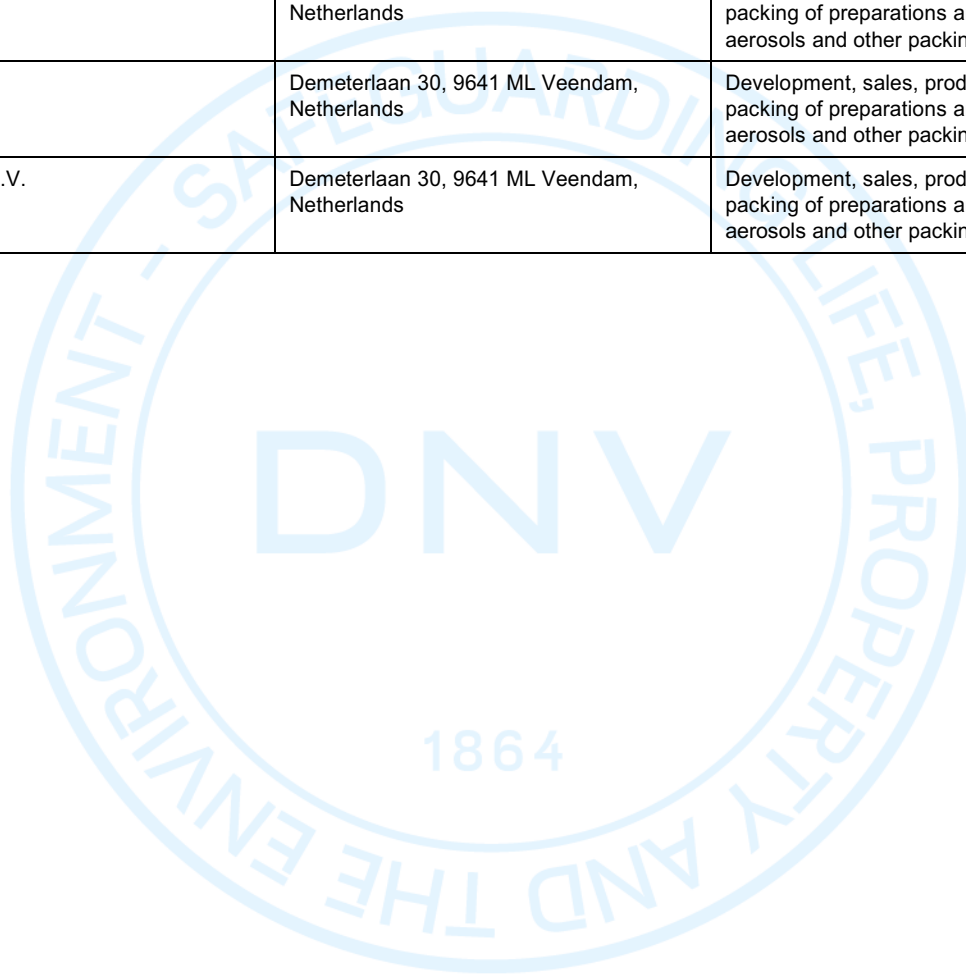 Netherlands
packing of preparations a
aerosols and other packin
Demeterlaan 30, 9641 ML Veendam,
Netherlands
Development, sales, prod
packing of preparations a
aerosols and other packin
.V.
Demeterlaan 30, 9641 ML Veendam,
Netherlands
Development, sales, prod
packing of preparations a
aerosols and other packin
SAFEGUARDING LIFE, PROPERTY AND THE ENVIRONMENT –
DNV
1864